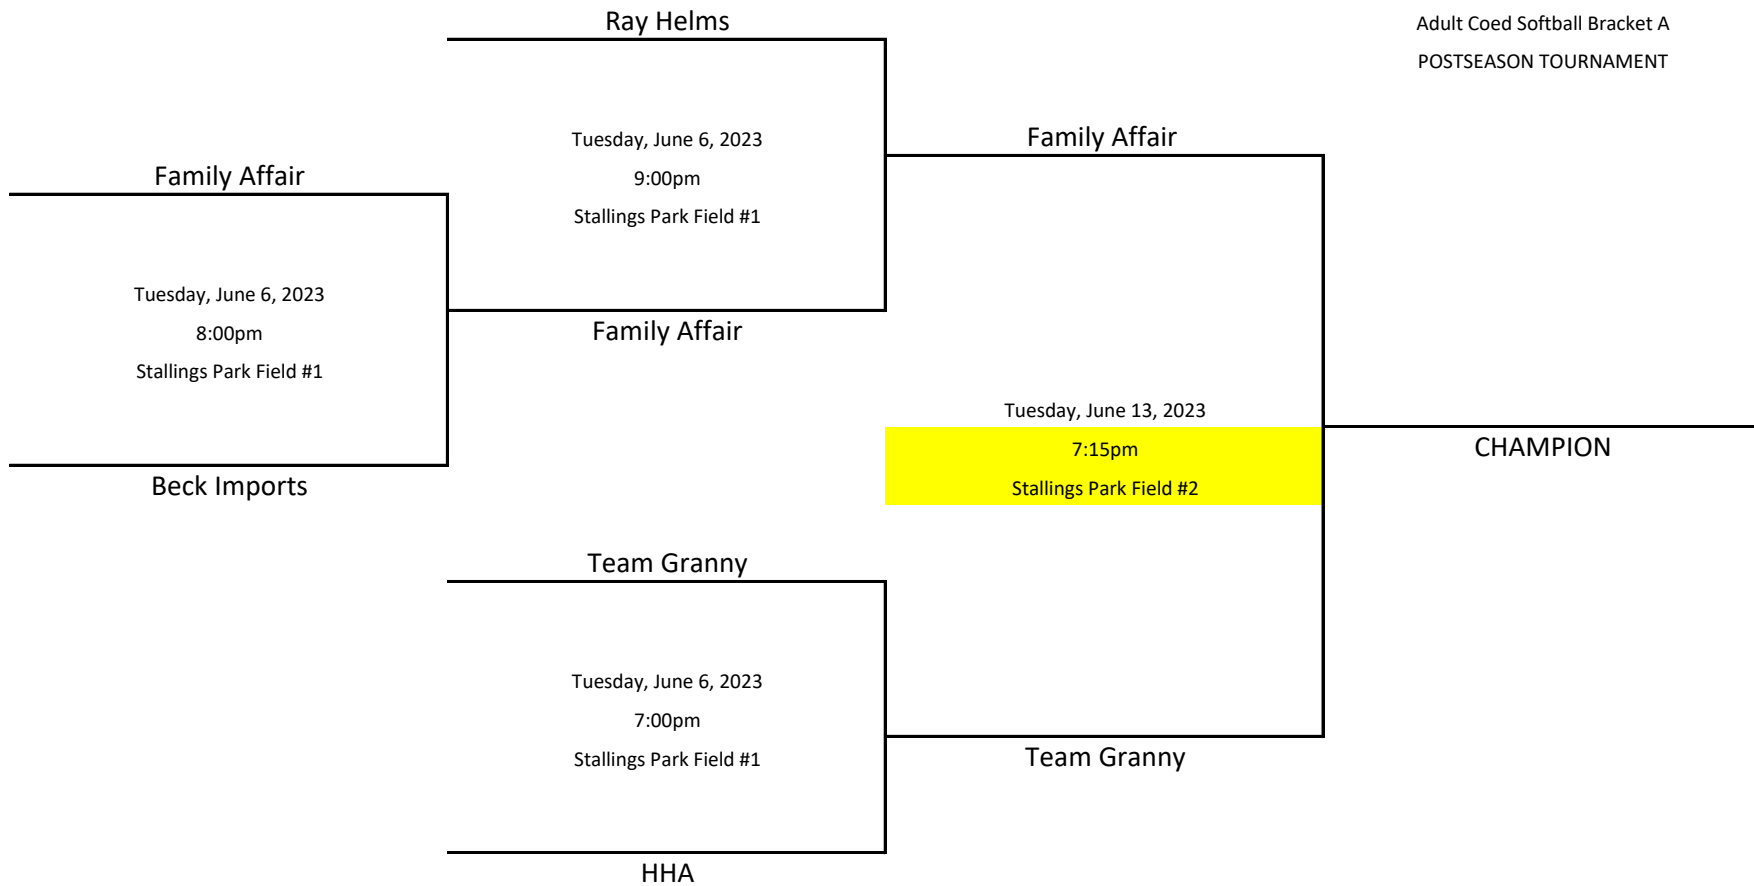 Ray Helms
Adult Coed Softball Bracket A
POSTSEASON TOURNAMENT
Tuesday, June 6, 2023
9:00pm
Stallings Park Field #1
Family Affair
Family Affair
Tuesday, June 6, 2023
8:00pm
Stallings Park Field #1
Family Affair
Beck Imports
Tuesday, June 13, 2023
7:15pm
Stallings Park Field #2
CHAMPION
Team Granny
Tuesday, June 6, 2023
7:00pm
Stallings Park Field #1
Team Granny
HHA